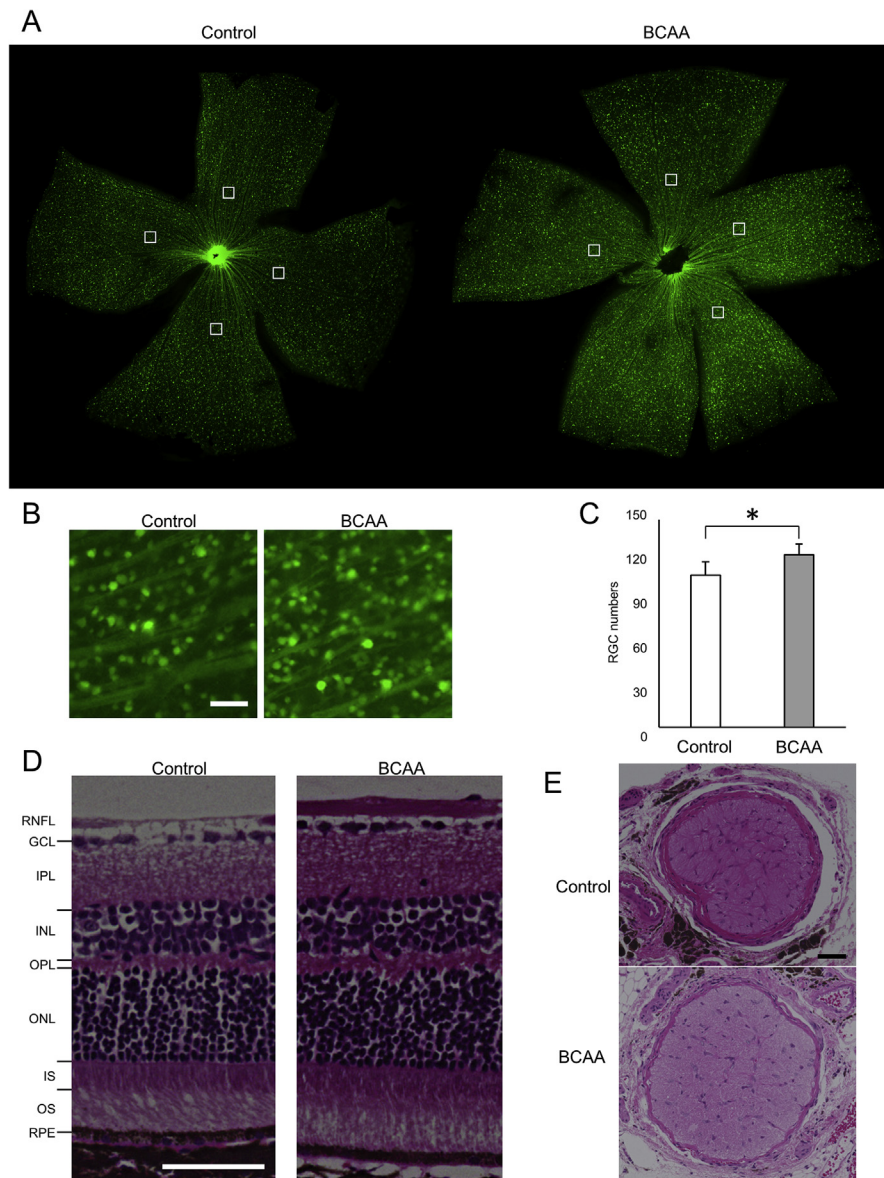 A
Control
BCAA
B
Control
BCAA
C
150
120
90
60
30
0
RGC numbers
*
Control
BCAA
D
Control
BCAA
RNFL
GCL
IPL
INL
OPL
ONL
IS
OS
RPE
E
Control
BCAA